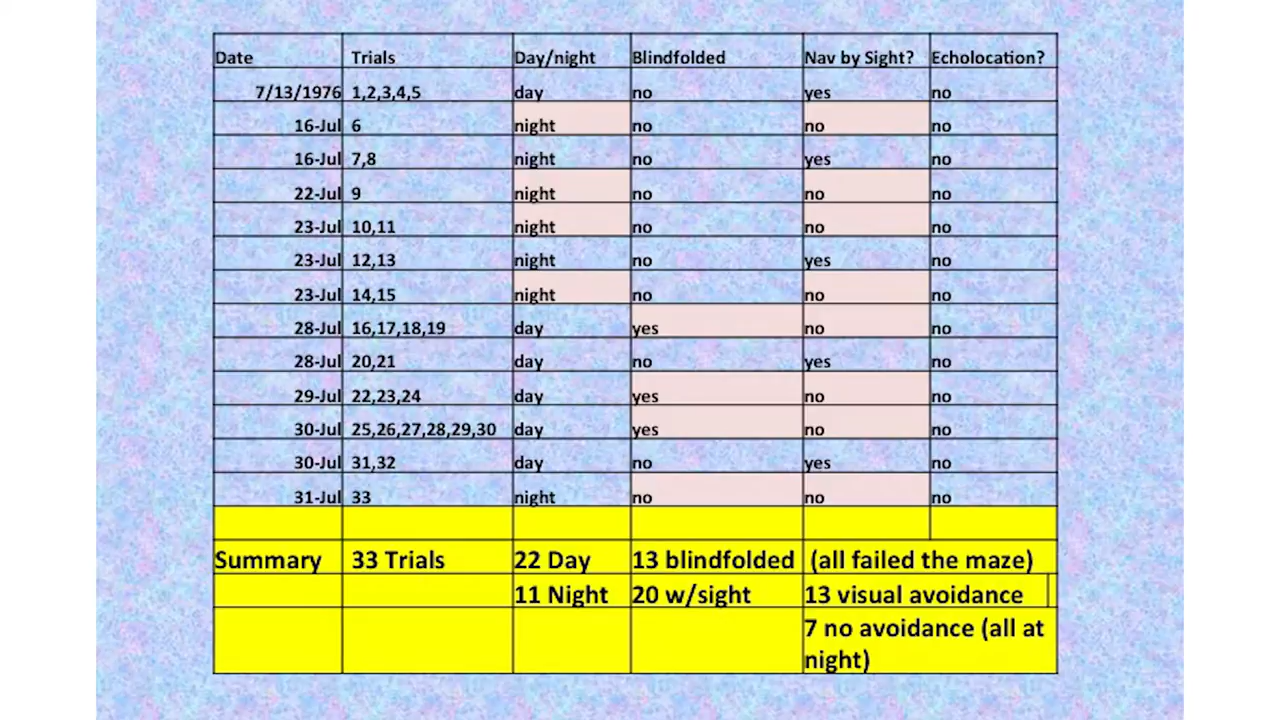 Date Trials Day/night Blindfolded Nav by Sight? Echolocation?
7/13/1976 1,2,3,4,5 day no yes no
16-Jul 6 night no no no
16-Jul 7,8 night no yes no
22-Jul 9 night no no no
23-Jul 10,11 night no no no
23-Jul 12,13 night no yes no
23-Jul 14,15 night no no no
28-Jul 16,17,18,19 day yes no no
28-Jul 20,21 day no yes no
29-Jul 22,23,24 day yes no no
30-Jul 25,26,27,28,29,30 day yes no no
30-Jul 31,32 day no yes no
31-Jul 33 night no no no
Summary 33 Trials 22 Day 13 blindfolded (all failed the maze)
11 Night 20 w/sight 13 visual avoidance
7 no avoidance (all at
night)